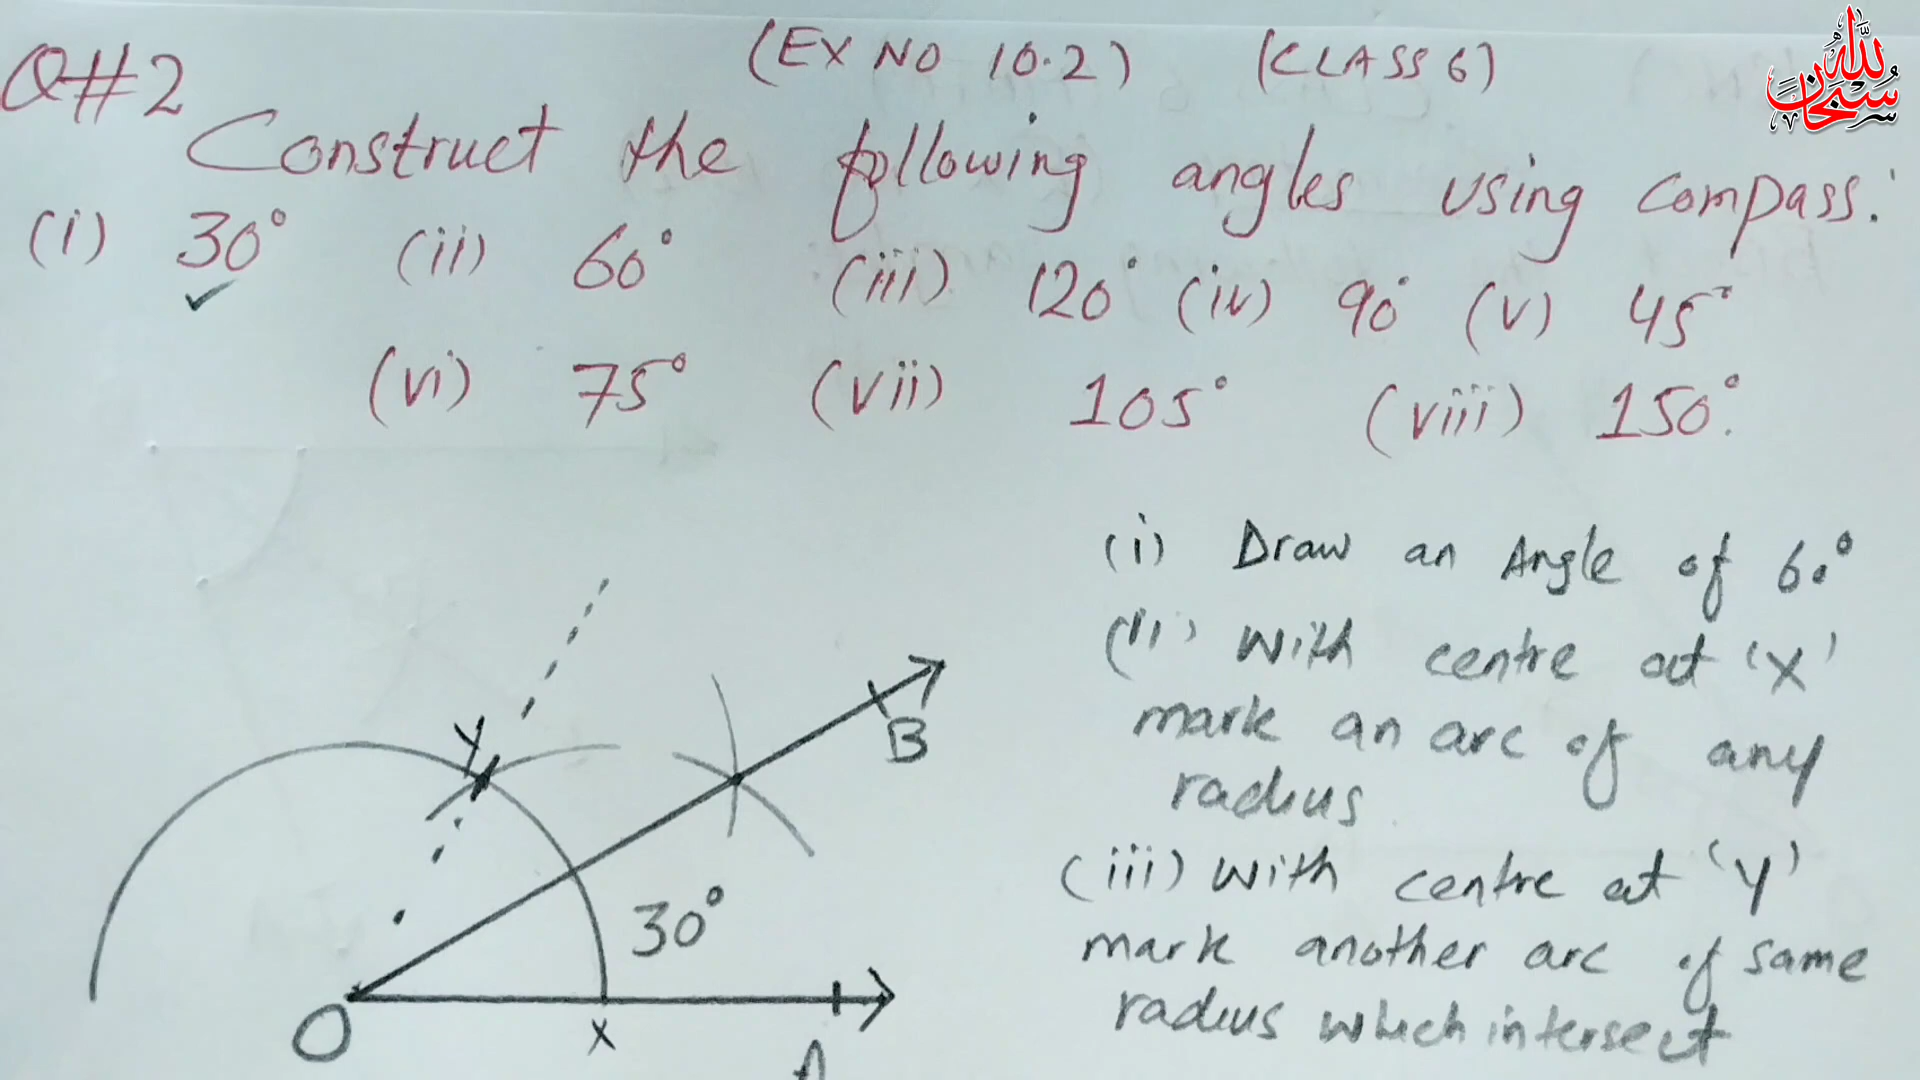 (EX NO 10.2) (CLASS 6)
Q#2
Construct the following angles using compass:
(i) 30° (ii) 60° (iii) 120° (iv) 90° (v) 45°
(vi) 75° (vii) 105° (viii) 150°.
(i) Draw an Angle of 60°
(ii) With centre at 'X'
mark an arc of any
radius.
(iii) With centre at 'Y'
mark another arc of same
radius which intersect
Y
B
30°
O
X
A
سبحان الله